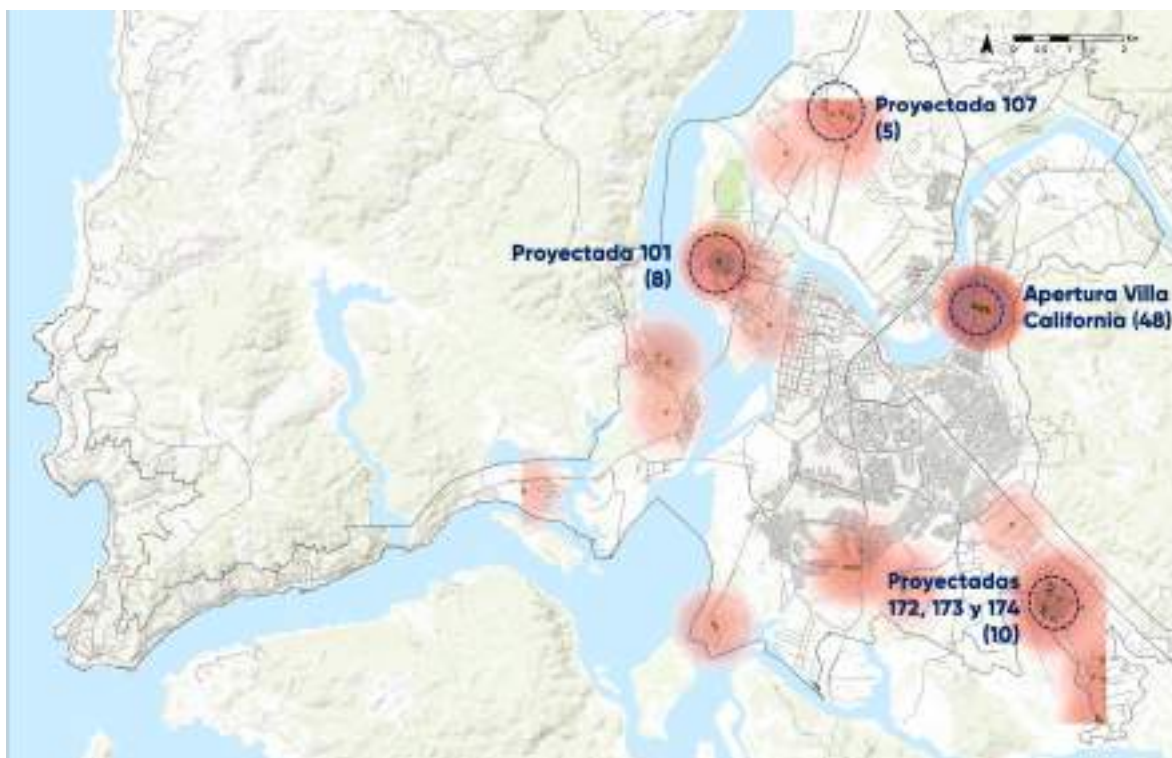 Proyectada 107
(5)
Proyectada 101
(8)
Apertura Villa
California (48)
Proyectadas
172, 173 y 174
(10)